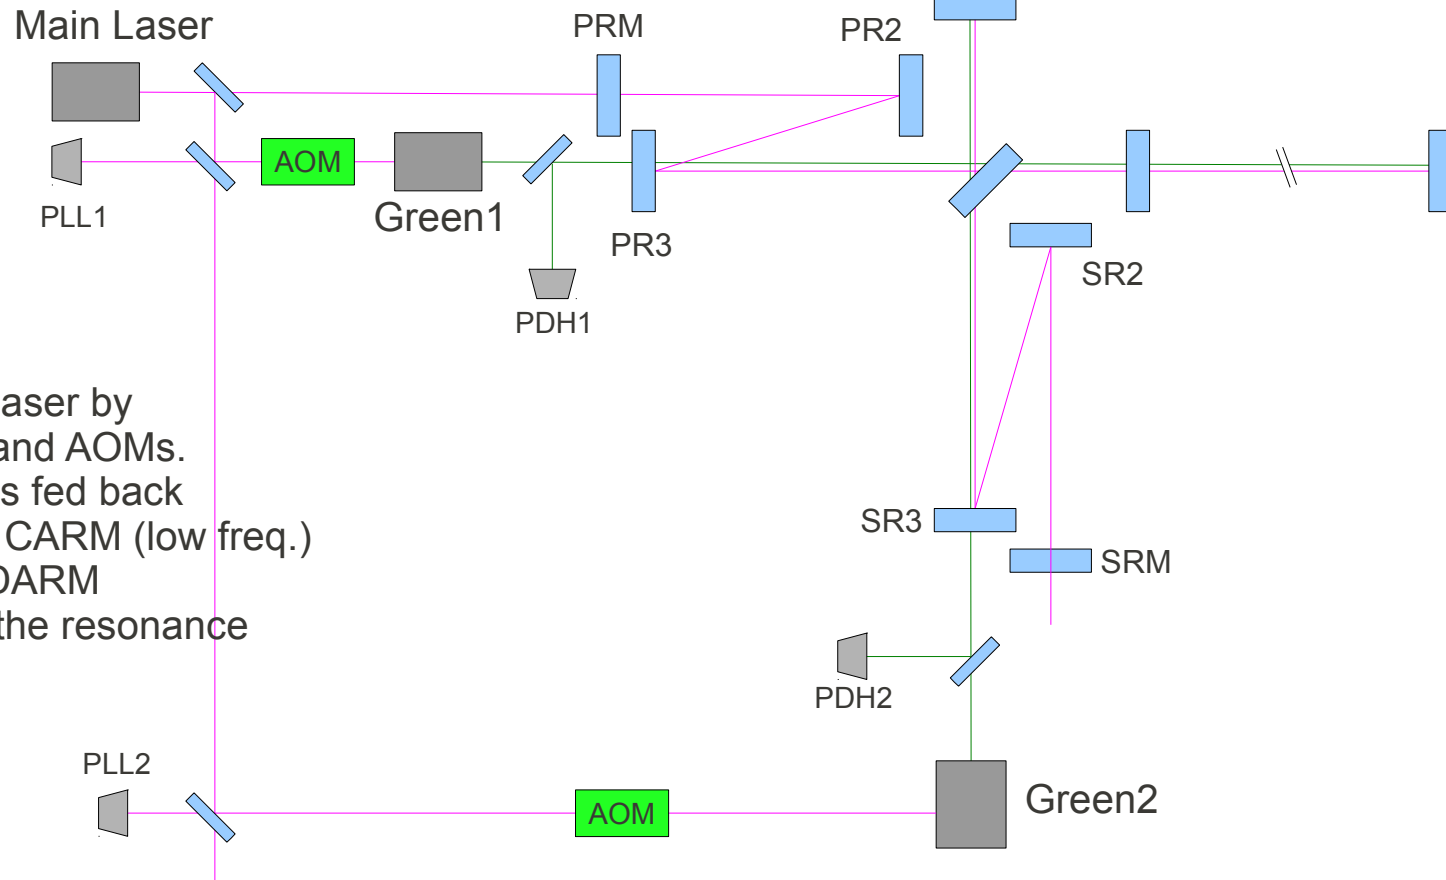 Main Laser
PRM
PR2
AOM
PLL1
Green1
PR3
SR2
PDH1
aser by
and AOMs.
s fed back
CARM (low freq.)
DARM
the resonance
SR3
SRM
PDH2
PLL2
AOM
Green2